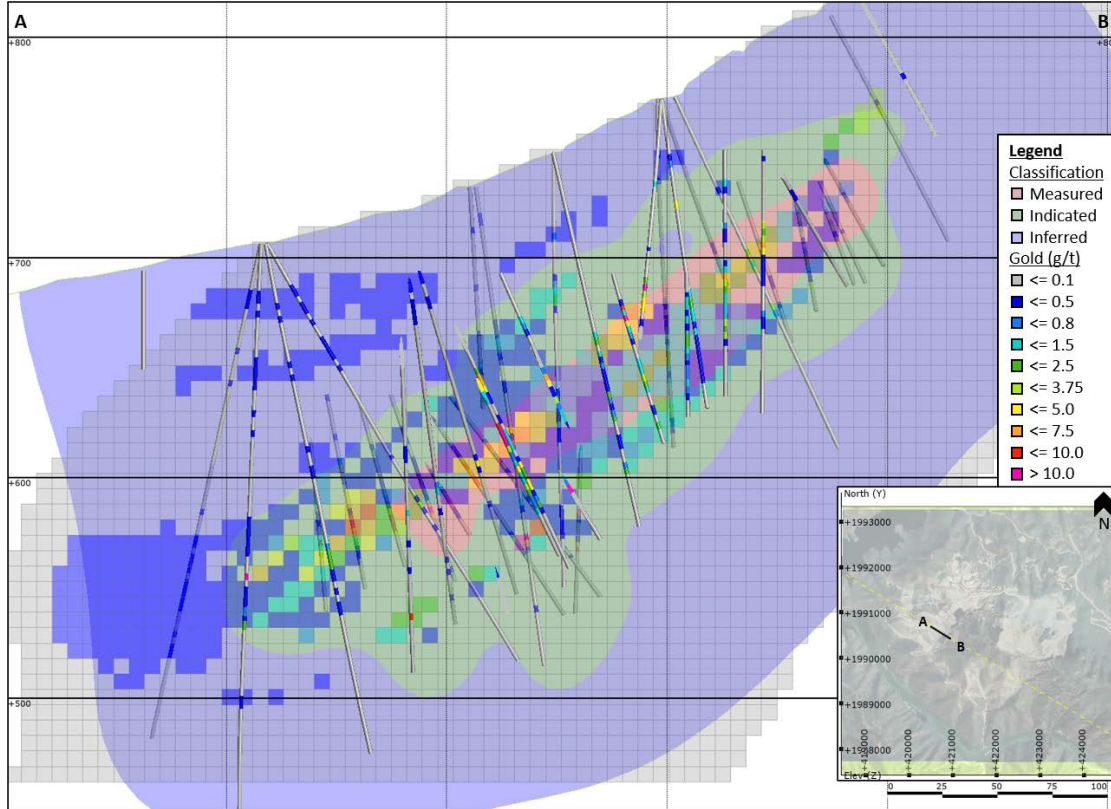 A
B
+800
+80
Legend
Classification
Measured
Indicated
Inferred
Gold (g/t)
<= 0.1
<= 0.5
<= 0.8
<= 1.5
<= 2.5
<= 3.75
<= 5.0
<= 7.5
<= 10.0
> 10.0
+700
+600
+500
North (Y)
N
+1993000
+1992000
+1991000
+1990000
+1989000
+1988000
A
B
+420000
+421000
+422000
+423000
+424000
Elev (Z)
0 25 50 75 100